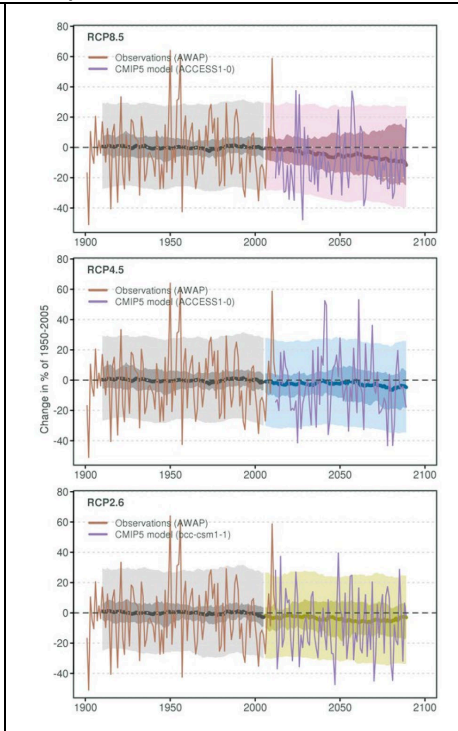 80
RCP8.5
60
Observations (AWAP)
CMIP5 model (ACCESS1-0)
40
20
0
-20
-40
1900 1950 2000 2050 2100
80
RCP4.5
60
Observations (AWAP)
CMIP5 model (ACCESS1-0)
40
20
0
-20
-40
1900 1950 2000 2050 2100
Change in % of 1950-2005
80
RCP2.6
60
Observations (AWAP)
CMIP5 model (bcc-csm1-1)
40
20
0
-20
-40
1900 1950 2000 2050 2100